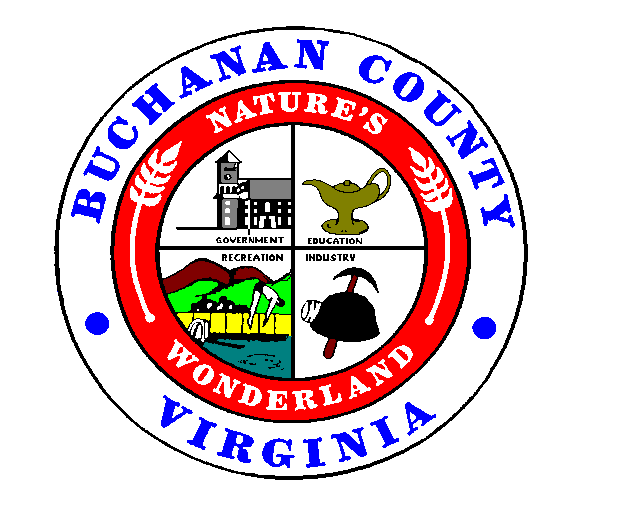 BUCHANAN COUNTY
NATURE'S
GOVERNMENT
EDUCATION
RECREATION
INDUSTRY
WONDERLAND
VIRGINIA